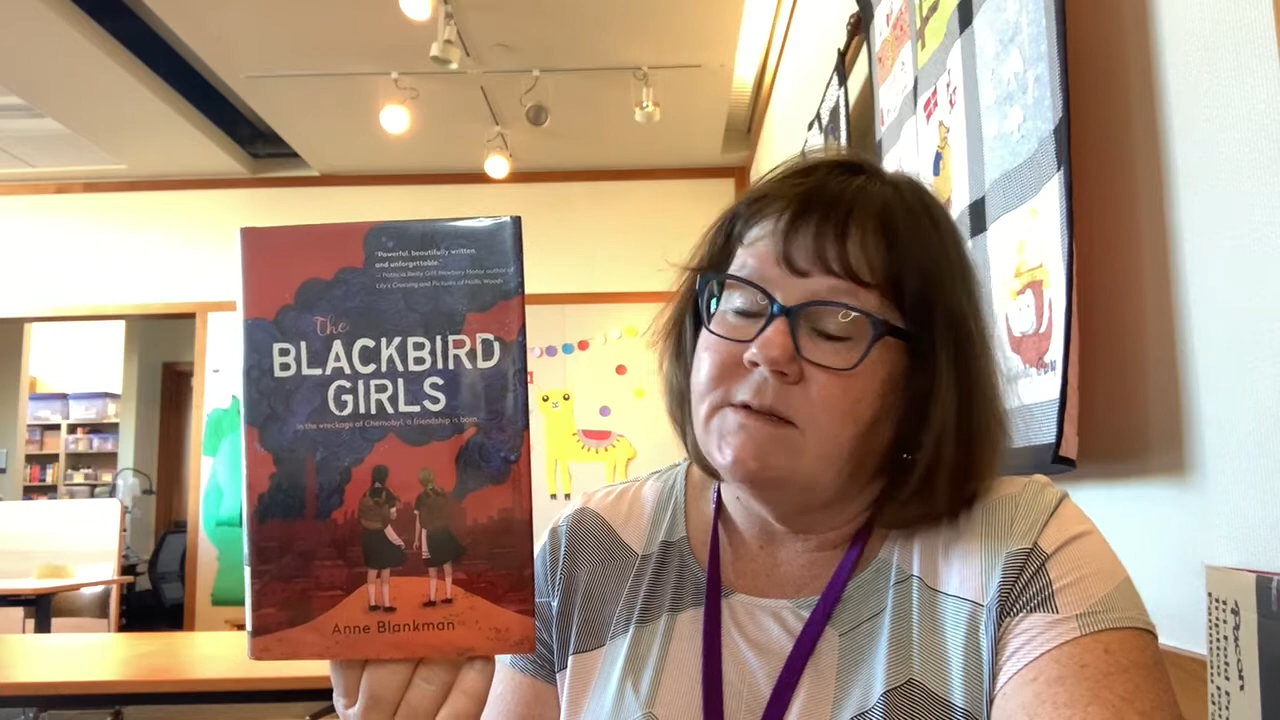 "Powerful, beautifully written,
and unforgettable."
— Patricia Reilly Giff, Newbery Honor author of
Lily's Crossing and Pictures of Hollis Woods
The
BLACKBIRD
GIRLS
In the wreckage of Chernobyl, a friendship is born.
Anne Blankman
Pacon